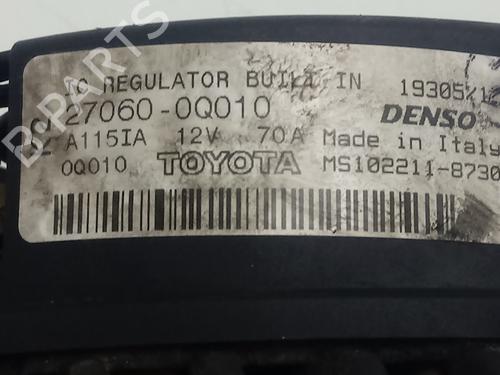 IC REGULATOR BUILT IN
27060-0Q010
A115IA 12V 70A
0Q010 TOYOTA
DENSO
Made in Italy
MS102211-8730
B-PARTS